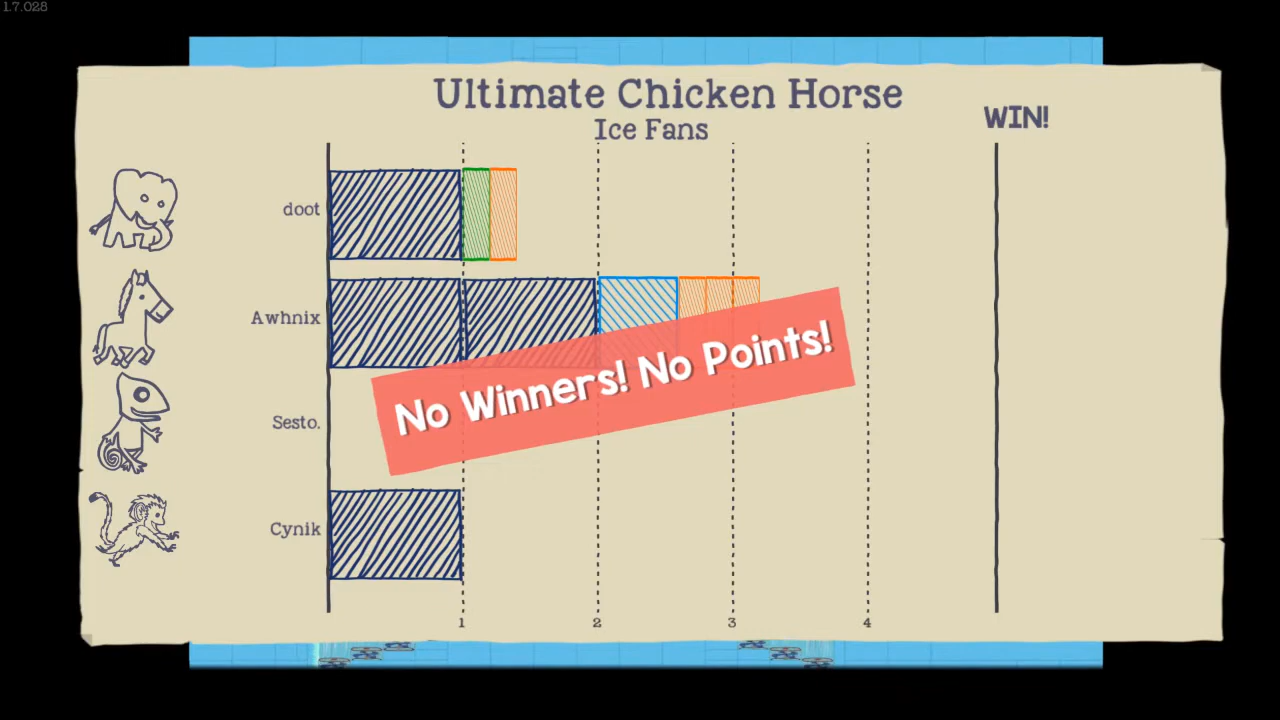 1.7.028
Ultimate Chicken Horse
Ice Fans
WIN!
doot
Awhnix
No Winners! No Points!
Sesto.
Cynik
1 2 3 4